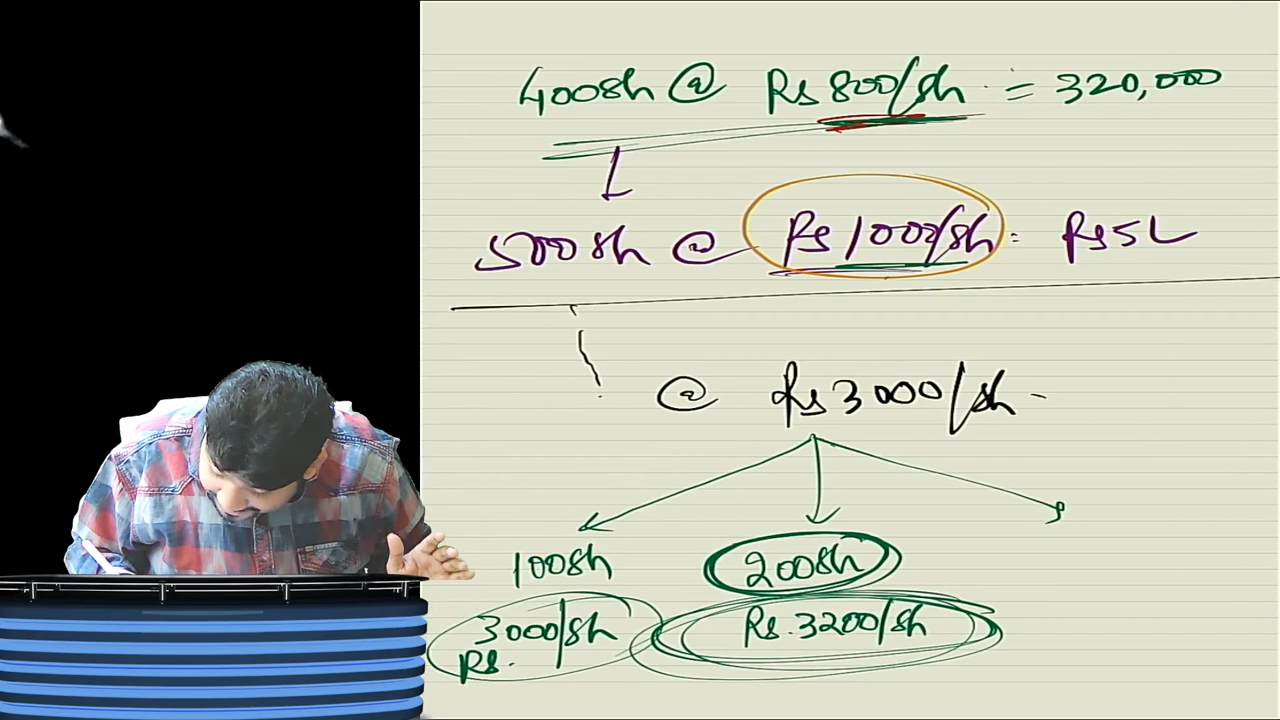 400sh @ Rs 800/sh = 320,000
500sh @ Rs 1000/sh = Rs 5L
@ Rs 3000/sh
100sh 200sh
3000/sh Rs. 3200/sh
Rs.